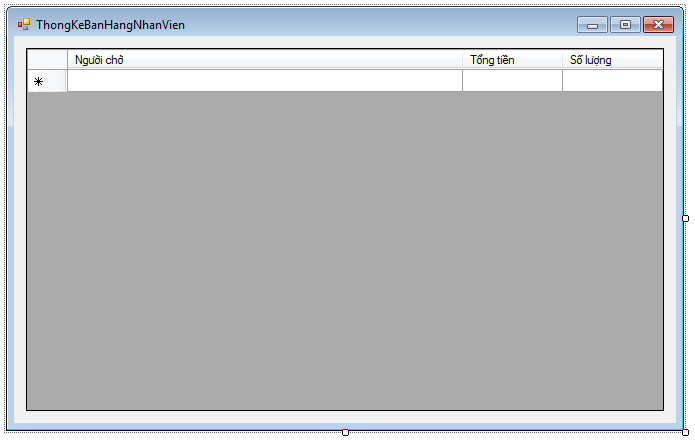 ThongKeBanHangNhanVien
Người chở Tổng tiền Số lượng